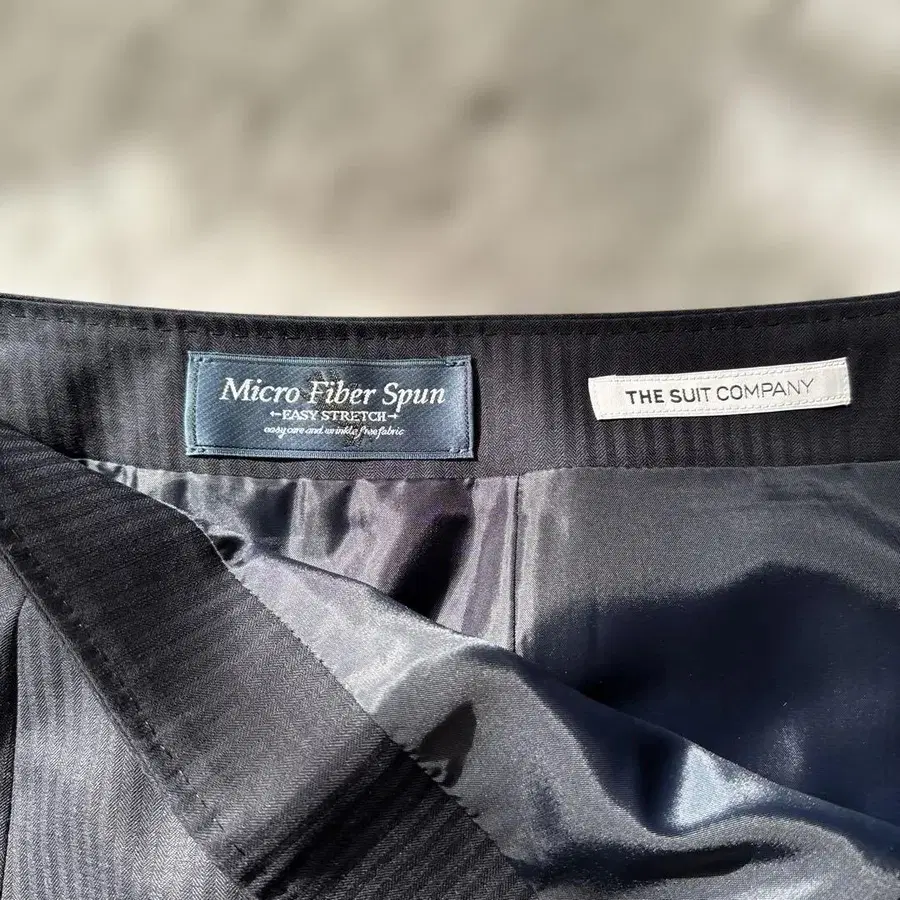 Micro Fiber Spun
EASY STRETCH
easy care and wrinkle free fabric
THE SUIT COMPANY